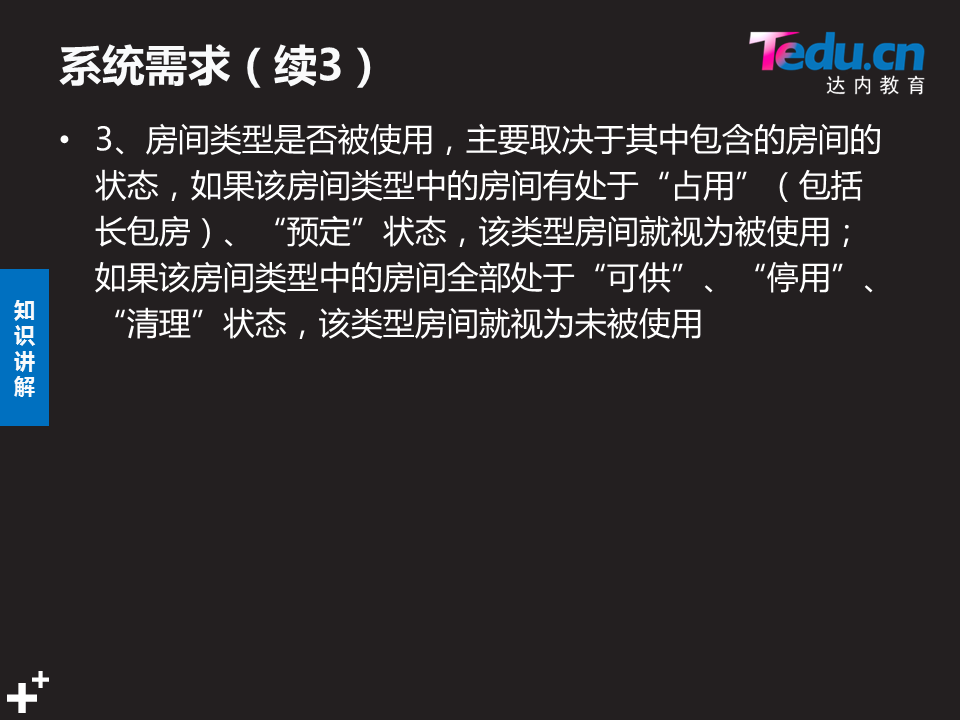 系统需求（续3）
Tedu.cn
达内教育
• 3、房间类型是否被使用，主要取决于其中包含的房间的
状态，如果该房间类型中的房间有处于“占用”（包括
长包房）、“预定”状态，该类型房间就视为被使用；
如果该房间类型中的房间全部处于“可供”、“停用”、
“清理”状态，该类型房间就视为未被使用
知
识
讲
解